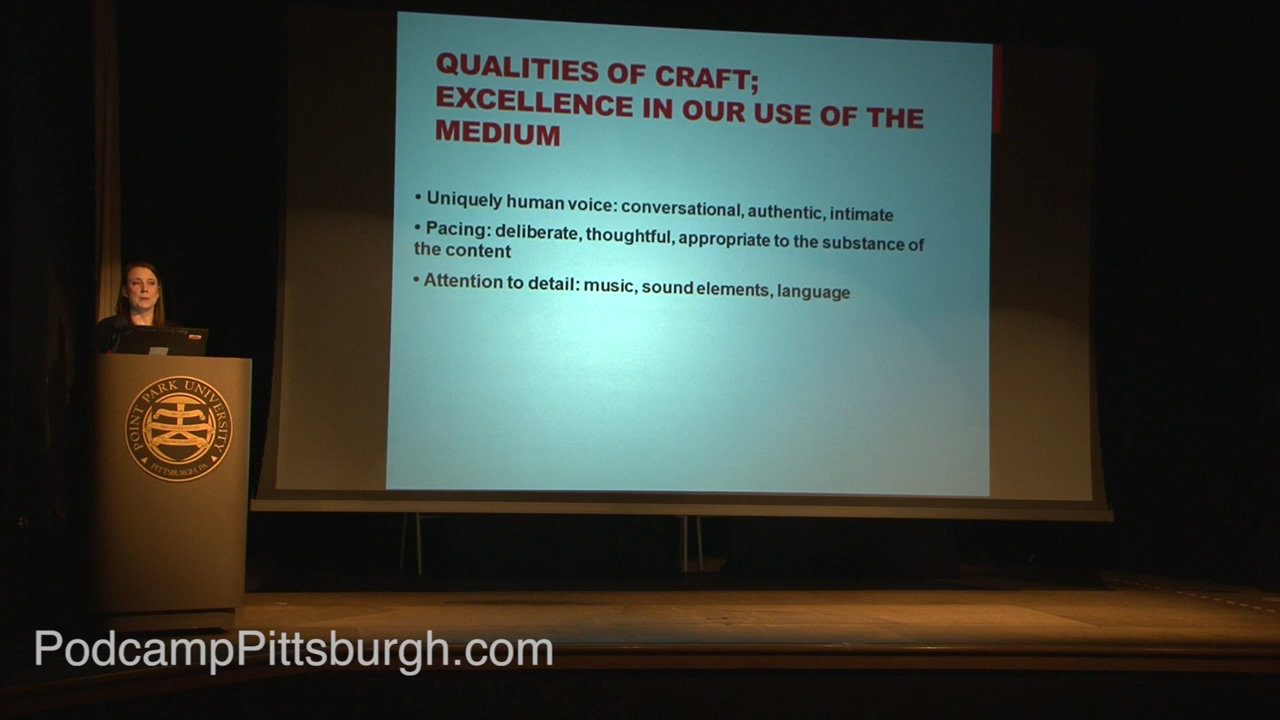 QUALITIES OF CRAFT;
EXCELLENCE IN OUR USE OF THE
MEDIUM
• Uniquely human voice: conversational, authentic, intimate
• Pacing: deliberate, thoughtful, appropriate to the substance of
the content
• Attention to detail: music, sound elements, language
POINT PARK UNIVERSITY
PITTSBURGH, PA
PodcampPittsburgh.com